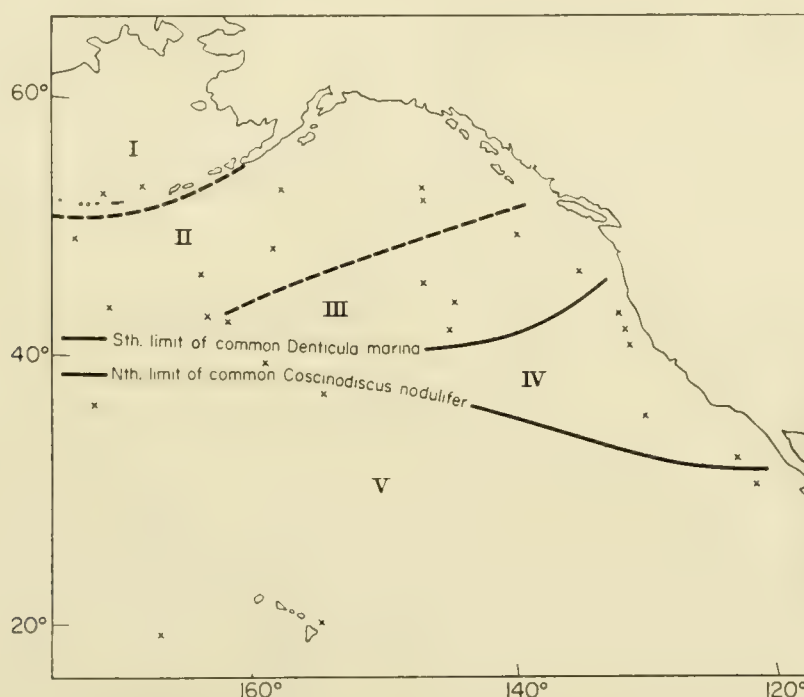 60°
I
II
III
Sth. limit of common Denticula marina
40°
Nth. limit of common Coscinodiscus nodulifer
IV
V
20°
160°
140°
120°